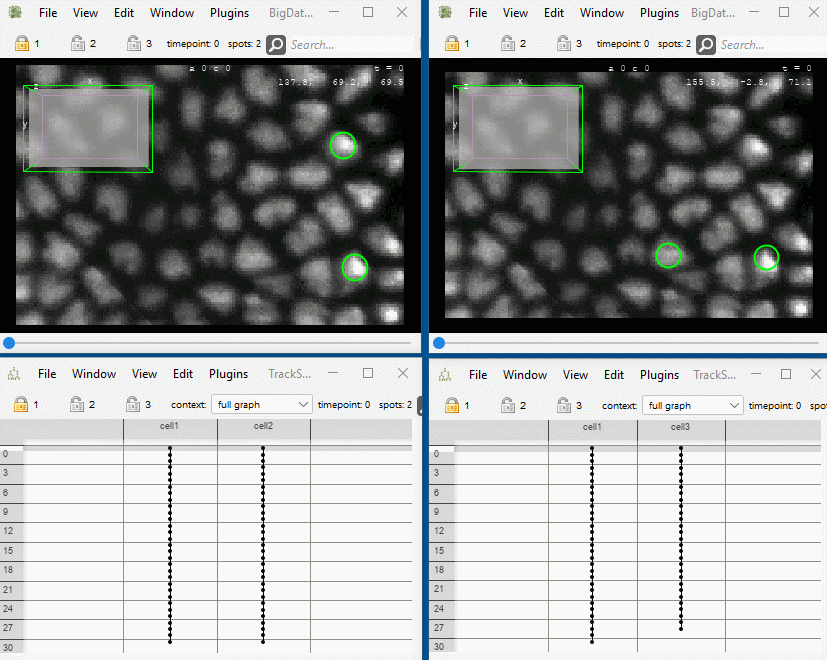 File View Edit Window Plugins BigDat...
1 2 3 timepoint: 0 spots: 2 Search...
a 0 c 0 t = 0
137.8, 69.2, 69.5
x
z
y
File View Edit Window Plugins BigDat...
1 2 3 timepoint: 0 spots: 2 Search...
a 0 c 0 t = 0
155.5, -2.8, 71.1
x
z
y
File Window View Edit Plugins TrackS...
1 2 3 context: full graph timepoint: 0 spots: 2
cell1 cell2
0
3
6
9
12
15
18
21
24
27
30
File Window View Edit Plugins TrackS...
1 2 3 context: full graph timepoint: 0 spo
cell1 cell3
0
3
6
9
12
15
18
21
24
27
30